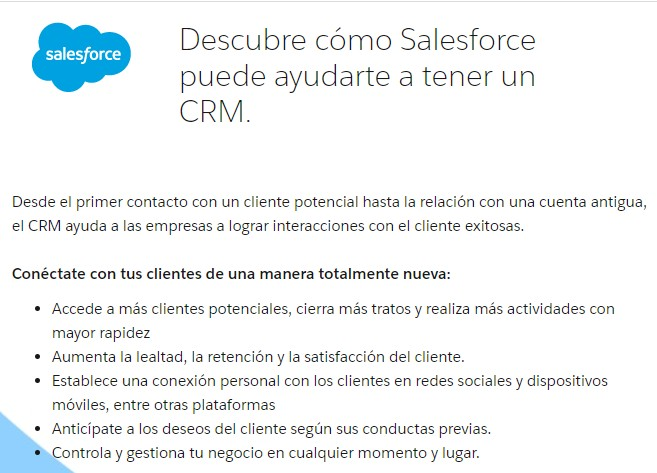 salesforce
Descubre cómo Salesforce
puede ayudarte a tener un
CRM.
Desde el primer contacto con un cliente potencial hasta la relación con una cuenta antigua,
el CRM ayuda a las empresas a lograr interacciones con el cliente exitosas.
Conéctate con tus clientes de una manera totalmente nueva:
• Accede a más clientes potenciales, cierra más tratos y realiza más actividades con
mayor rapidez
• Aumenta la lealtad, la retención y la satisfacción del cliente.
• Establece una conexión personal con los clientes en redes sociales y dispositivos
móviles, entre otras plataformas
• Anticípate a los deseos del cliente según sus conductas previas.
• Controla y gestiona tu negocio en cualquier momento y lugar.